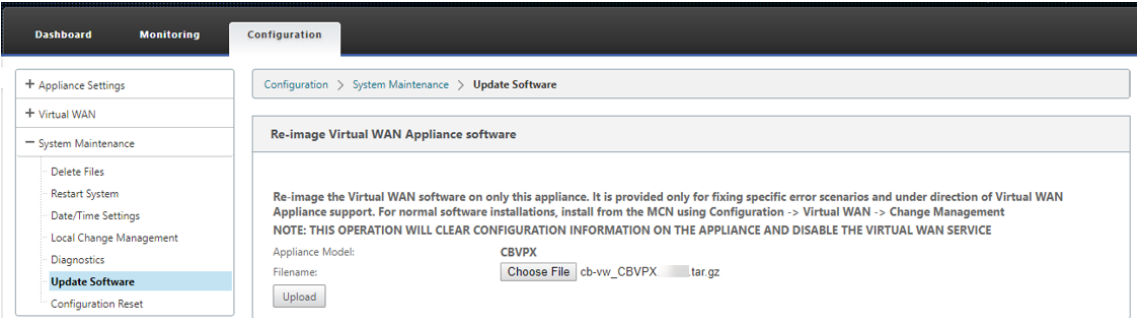 Dashboard Monitoring Configuration
+ Appliance Settings
+ Virtual WAN
− System Maintenance
Delete Files
Restart System
Date/Time Settings
Local Change Management
Diagnostics
Update Software
Configuration Reset
Configuration > System Maintenance > Update Software
Re-image Virtual WAN Appliance software
Re-image the Virtual WAN software on only this appliance. It is provided only for fixing specific error scenarios and under direction of Virtual WAN
Appliance support. For normal software installations, install from the MCN using Configuration -> Virtual WAN -> Change Management
NOTE: THIS OPERATION WILL CLEAR CONFIGURATION INFORMATION ON THE APPLIANCE AND DISABLE THE VIRTUAL WAN SERVICE
Appliance Model: CBVPX
Filename: Choose File cb-vw_CBVPX .tar.gz
Upload